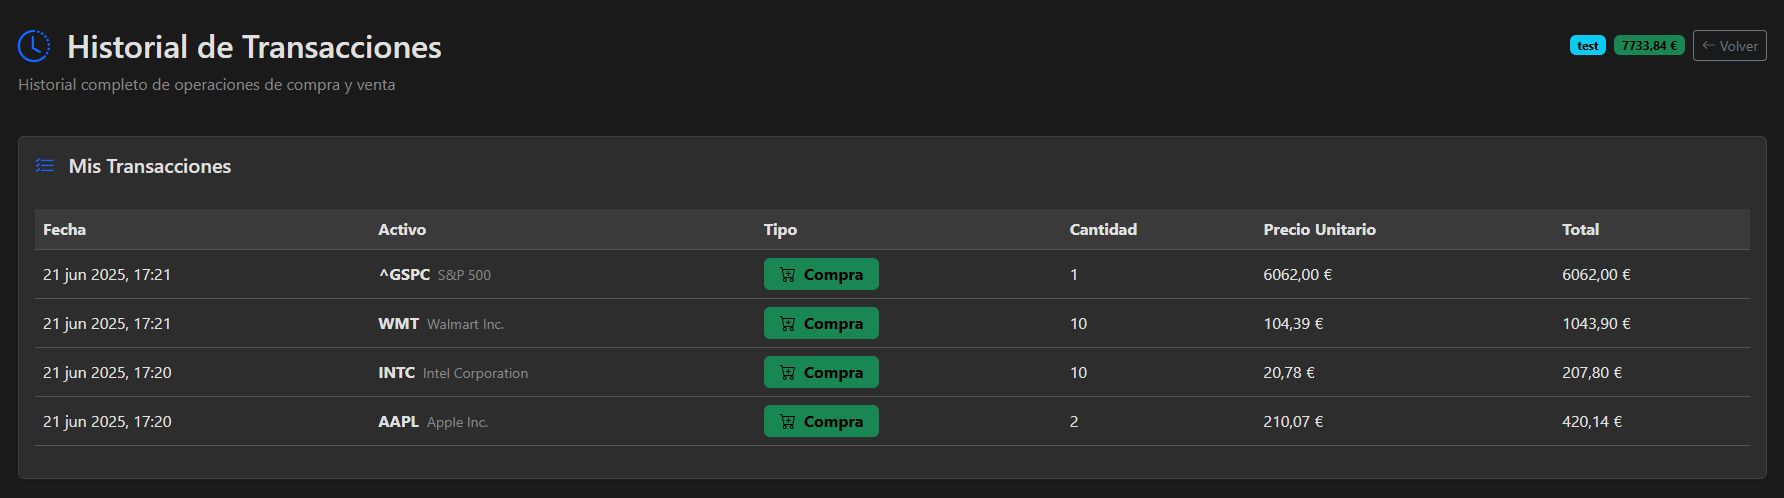 Historial de Transacciones
test 7733,84 € Volver
Historial completo de operaciones de compra y venta
Mis Transacciones
Fecha Activo Tipo Cantidad Precio Unitario Total
21 jun 2025, 17:21 ^GSPC S&P 500 Compra 1 6062,00 € 6062,00 €
21 jun 2025, 17:21 WMT Walmart Inc. Compra 10 104,39 € 1043,90 €
21 jun 2025, 17:20 INTC Intel Corporation Compra 10 20,78 € 207,80 €
21 jun 2025, 17:20 AAPL Apple Inc. Compra 2 210,07 € 420,14 €